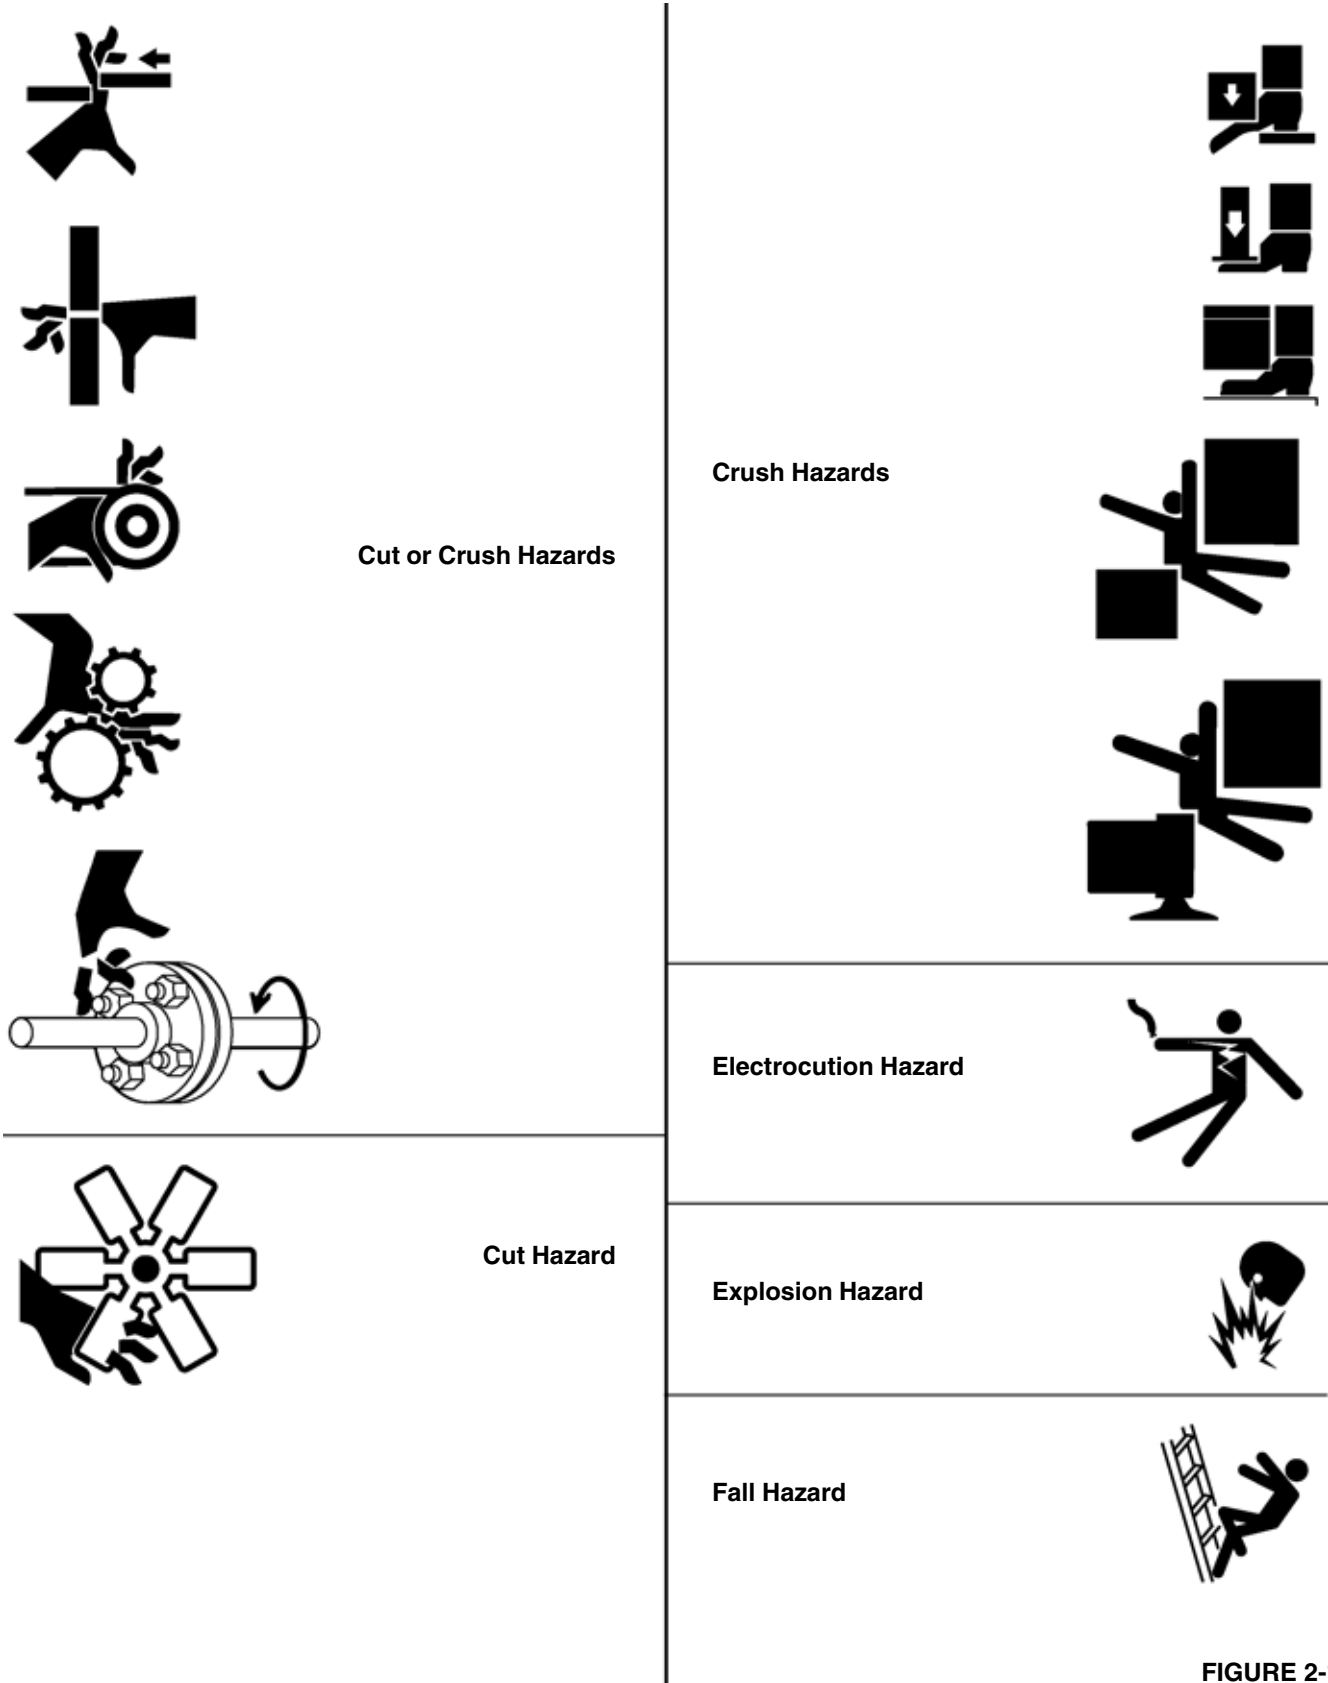 Cut or Crush Hazards
Cut Hazard
Crush Hazards
Electrocution Hazard
Explosion Hazard
Fall Hazard
FIGURE 2-